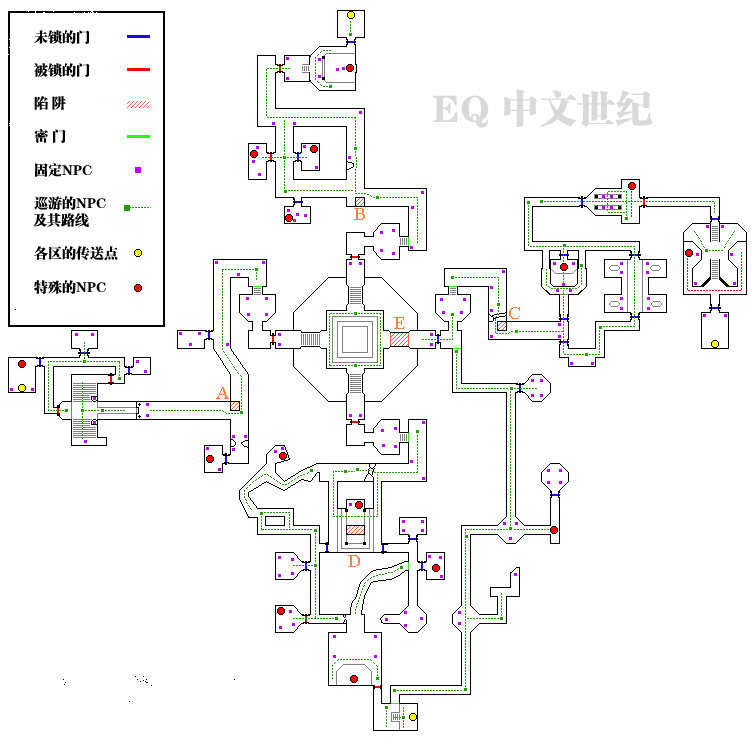 未锁的门
被锁的门
陷 阱
密 门
固定NPC
巡游的NPC
及其路线
各区的传送点
特殊的NPC
EQ 中文世纪
A
B
C
D
E